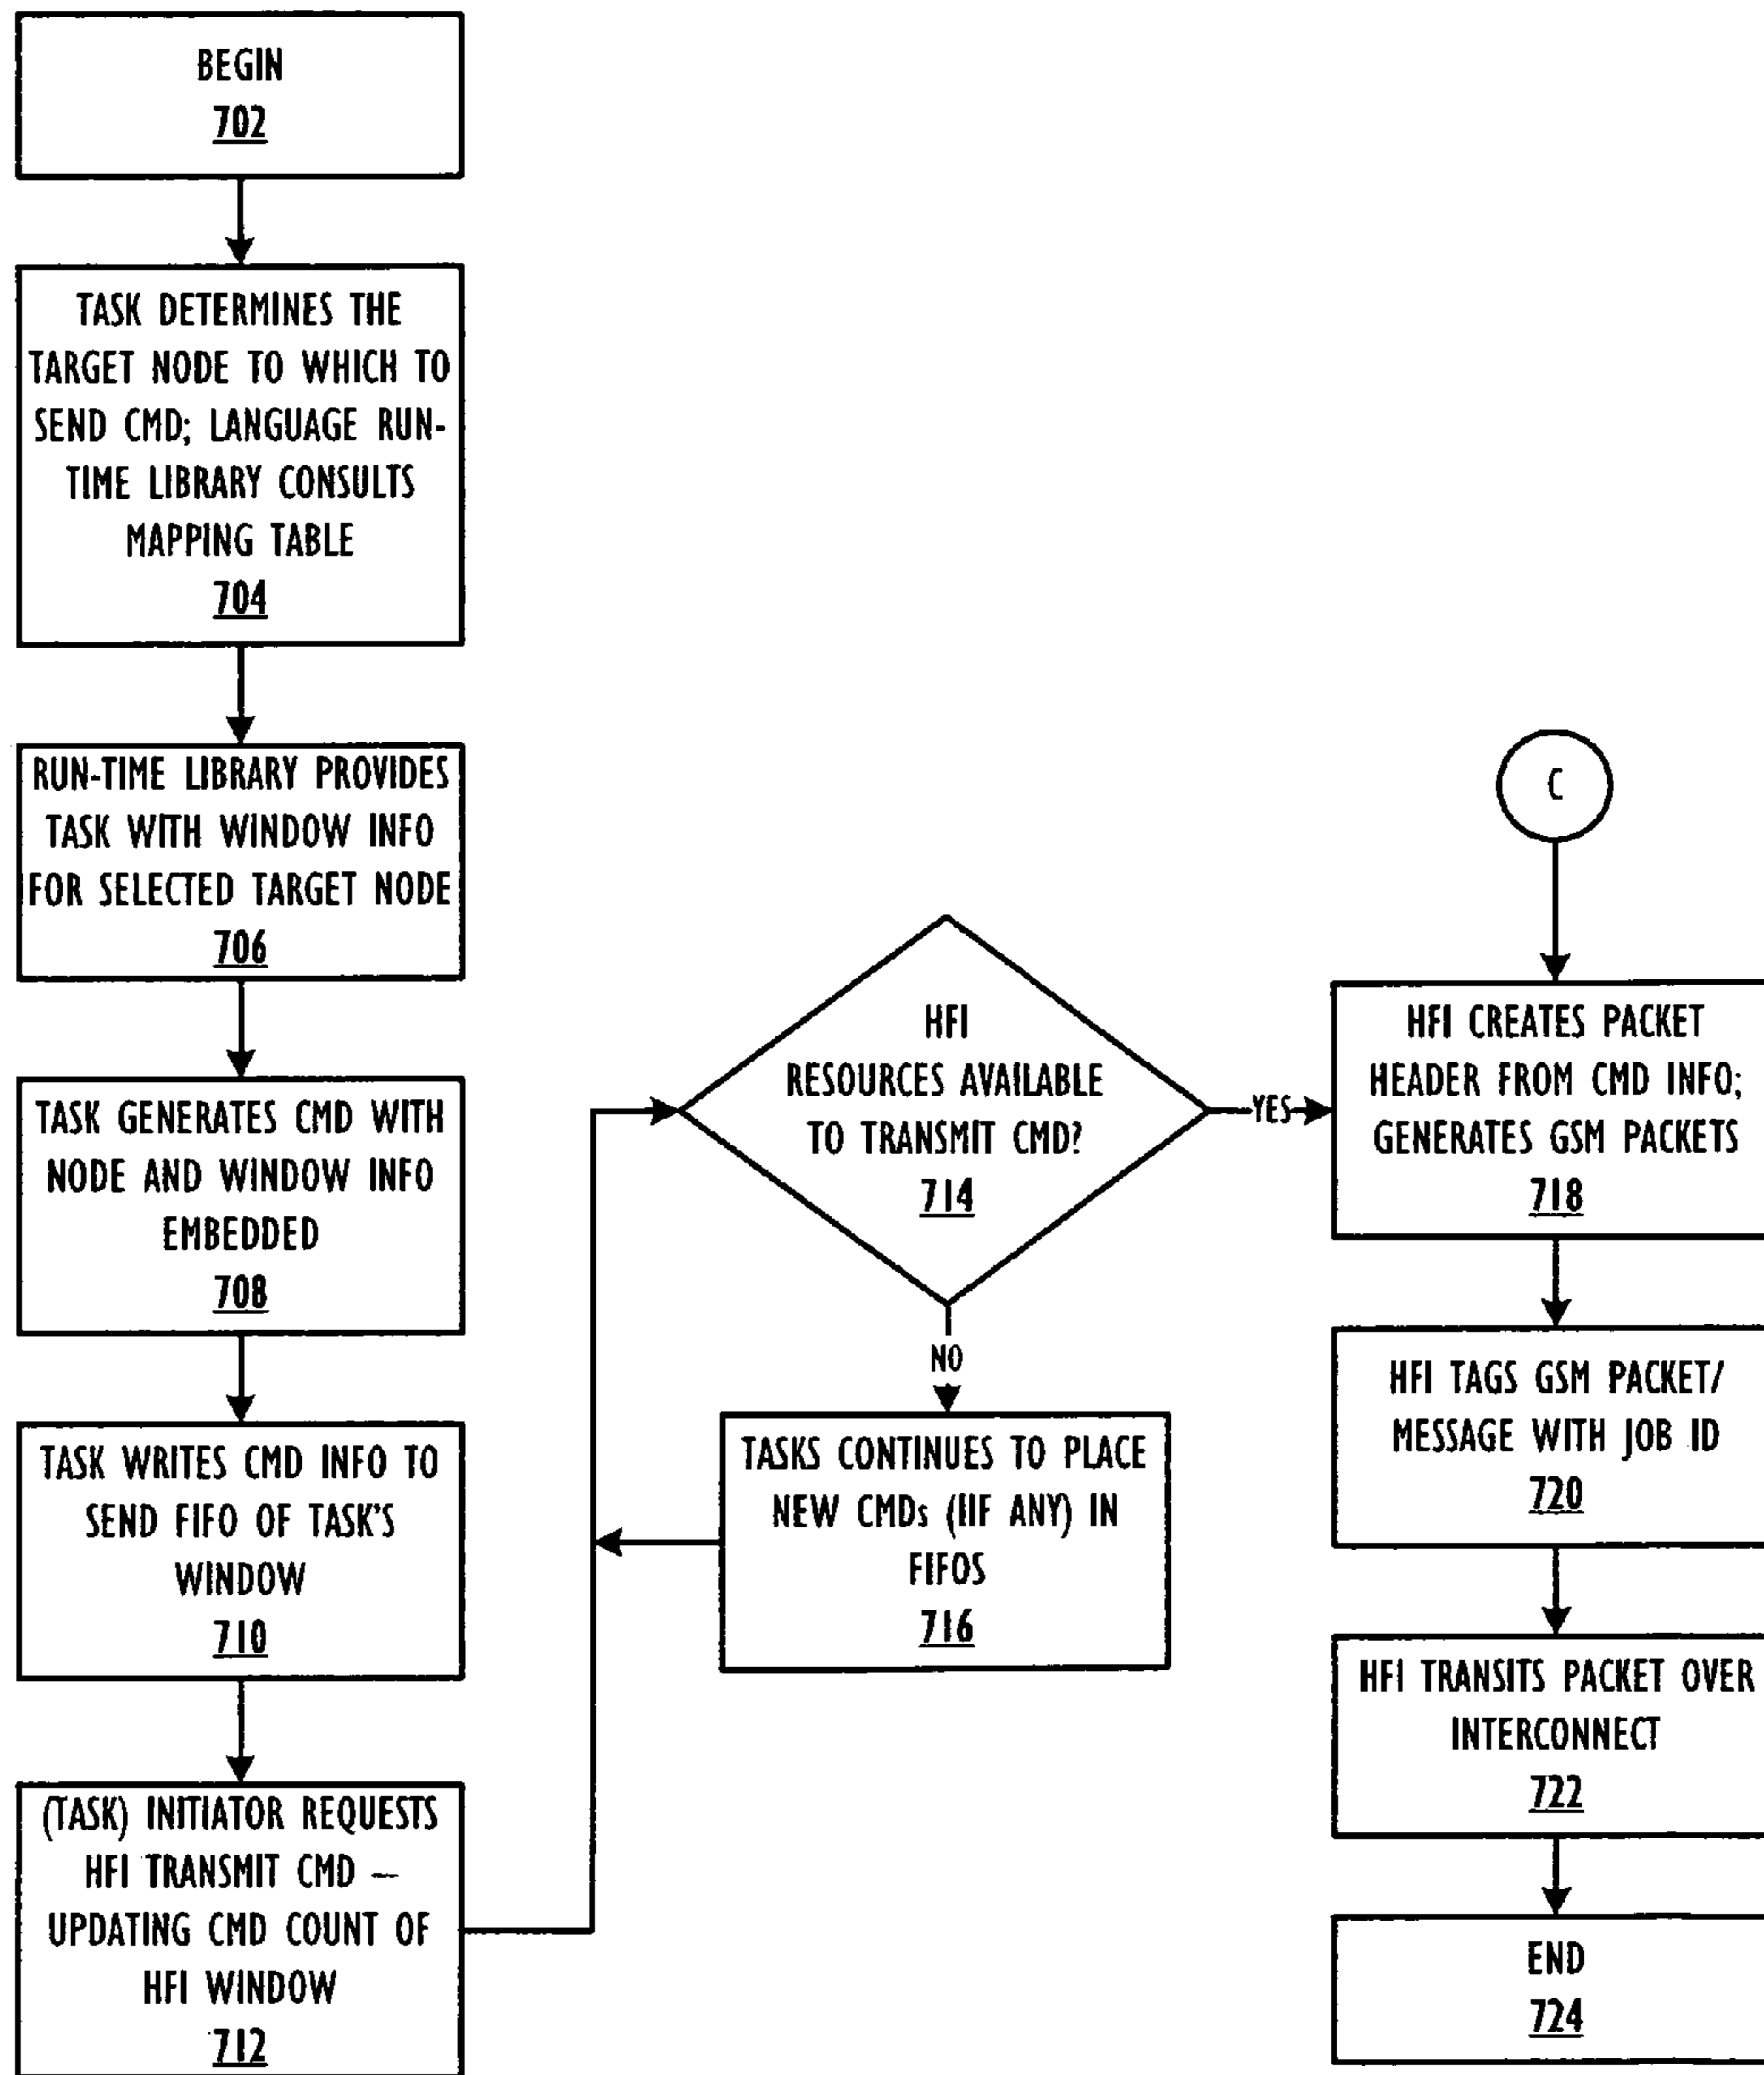 BEGIN
702
TASK DETERMINES THE
TARGET NODE TO WHICH TO
SEND CMD; LANGUAGE RUN-
TIME LIBRARY CONSULTS
MAPPING TABLE
704
RUN-TIME LIBRARY PROVIDES
TASK WITH WINDOW INFO
FOR SELECTED TARGET NODE
706
TASK GENERATES CMD WITH
NODE AND WINDOW INFO
EMBEDDED
708
TASK WRITES CMD INFO TO
SEND FIFO OF TASK'S
WINDOW
710
(TASK) INITIATOR REQUESTS
HFI TRANSMIT CMD –
UPDATING CMD COUNT OF
HFI WINDOW
712
HFI
RESOURCES AVAILABLE
TO TRANSMIT CMD?
714
YES
NO
TASKS CONTINUES TO PLACE
NEW CMDs (IIF ANY) IN
FIFOS
716
C
HFI CREATES PACKET
HEADER FROM CMD INFO;
GENERATES GSM PACKETS
718
HFI TAGS GSM PACKET/
MESSAGE WITH JOB ID
720
HFI TRANSITS PACKET OVER
INTERCONNECT
722
END
724